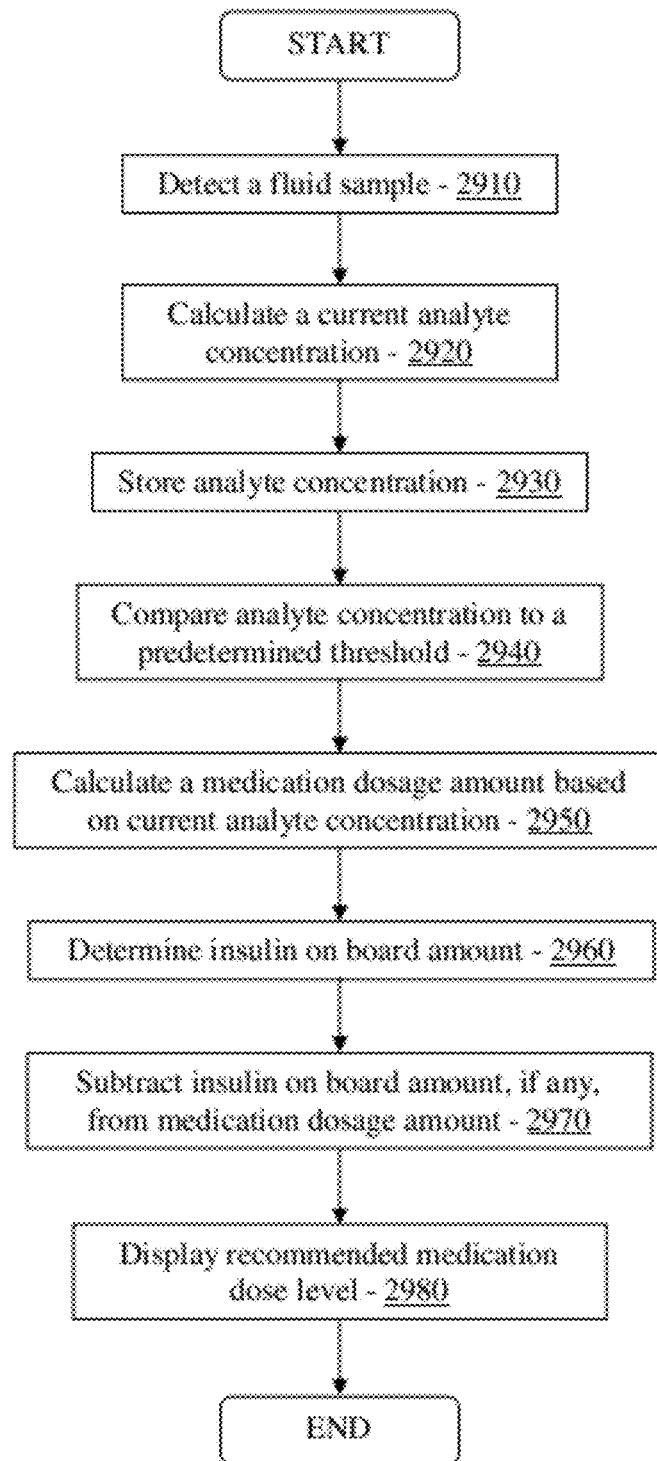 START
Detect a fluid sample - 2910
Calculate a current analyte
concentration - 2920
Store analyte concentration - 2930
Compare analyte concentration to a
predetermined threshold - 2940
Calculate a medication dosage amount based
on current analyte concentration - 2950
Determine insulin on board amount - 2960
Subtract insulin on board amount, if any,
from medication dosage amount - 2970
Display recommended medication
dose level - 2980
END